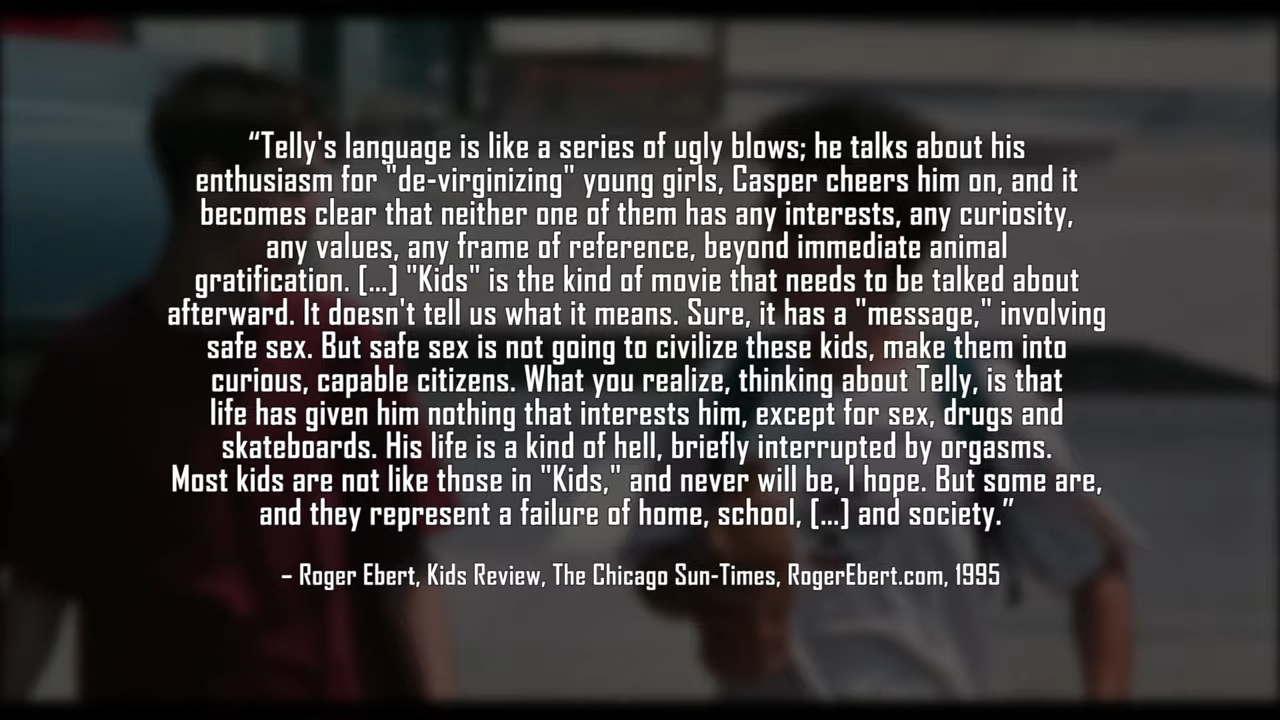 “Telly's language is like a series of ugly blows; he talks about his
enthusiasm for "de-virginizing" young girls, Casper cheers him on, and it
becomes clear that neither one of them has any interests, any curiosity,
any values, any frame of reference, beyond immediate animal
gratification. [...] "Kids" is the kind of movie that needs to be talked about
afterward. It doesn't tell us what it means. Sure, it has a "message," involving
safe sex. But safe sex is not going to civilize these kids, make them into
curious, capable citizens. What you realize, thinking about Telly, is that
life has given him nothing that interests him, except for sex, drugs and
skateboards. His life is a kind of hell, briefly interrupted by orgasms.
Most kids are not like those in "Kids," and never will be, I hope. But some are,
and they represent a failure of home, school, [...] and society.”
– Roger Ebert, Kids Review, The Chicago Sun-Times, RogerEbert.com, 1995